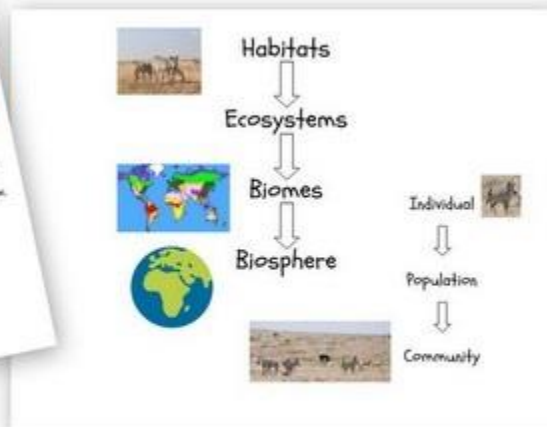 Habitats
Ecosystems
Biomes
Biosphere
Individual
Population
Community